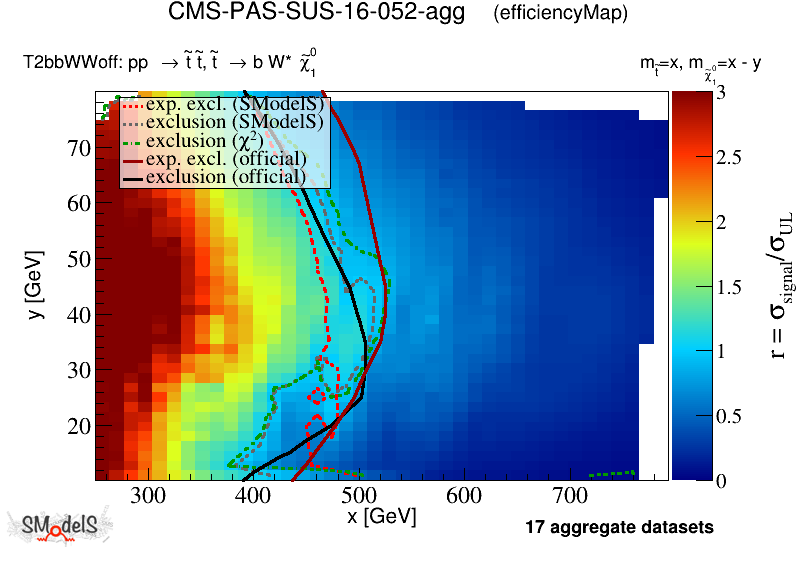 CMS-PAS-SUS-16-052-agg (efficiencyMap)
T2bbWWoff: pp → t̃ t̃, t̃ → b W* χ̃₁⁰
m_t̃=x, m_χ̃₁⁰=x - y
exp. excl. (SModelS)
exclusion (SModelS)
exclusion (χ²)
exp. excl. (official)
exclusion (official)
y [GeV]
70
60
50
40
30
20
300 400 500 600 700
x [GeV]
3
2.5
2
1.5
1
0.5
0
r = σ_signal/σ_UL
SModelS
17 aggregate datasets